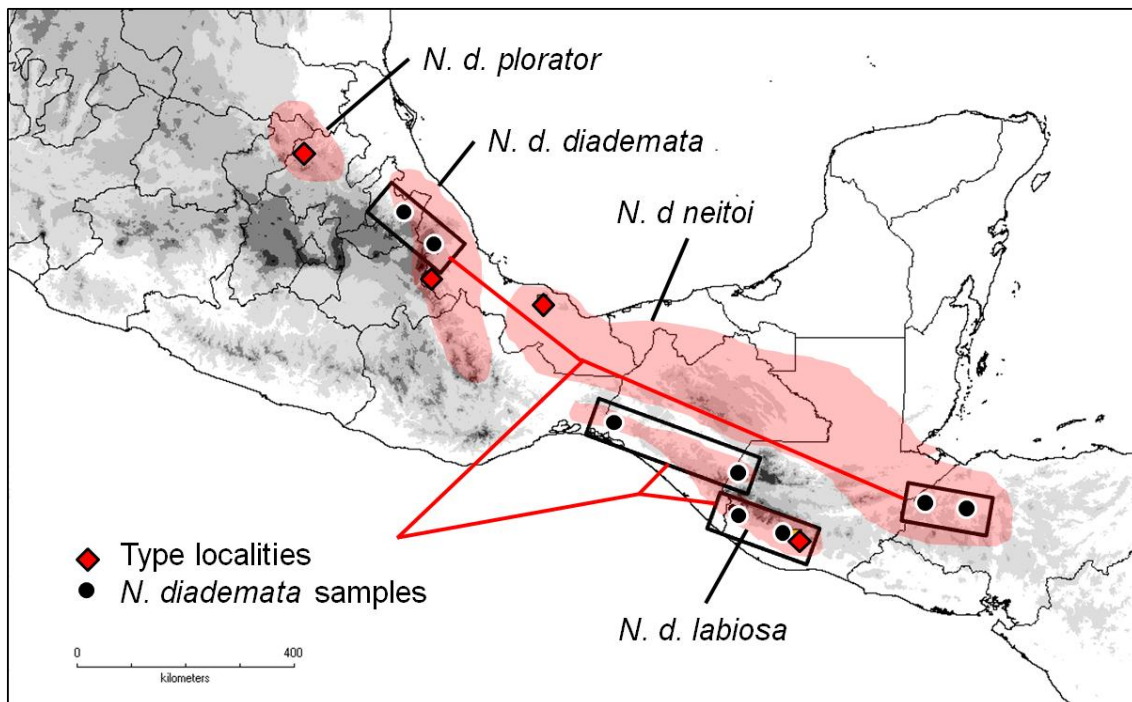 N. d. plorator
N. d. diademata
N. d neitoi
Type localities
N. diademata samples
N. d. labiosa
0 400
kilometers